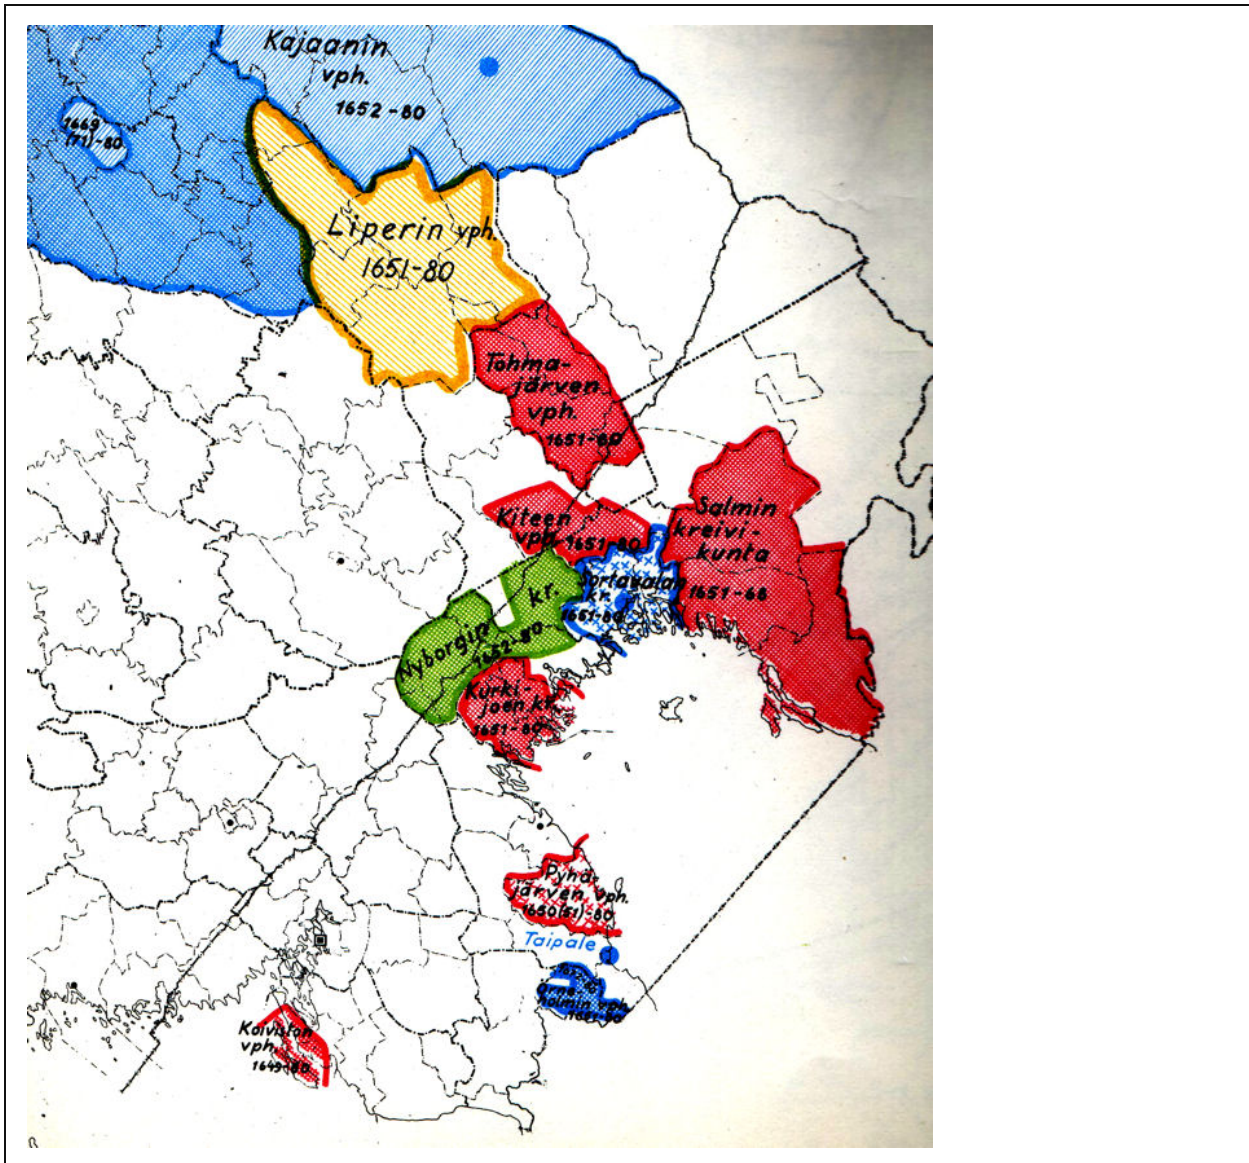 Kajaanin
vph.
1652-80
1669
(71)-80
Liperin vph.
1651-80
Tohma-
järven
vph.
1651-80
Kiteen
vph.
1651-80
Salmin
kreivi-
kunta
1651-68
Sortavalan
kr.
1651-80
Nyborgin kr.
1652-80
Kurki-
joen kr.
1651-80
Pyhä-
järven vph.
1650(51)-80
Taipale
Örne-
holmin vph.
1651-80
Koiviston
vph.
1649-80